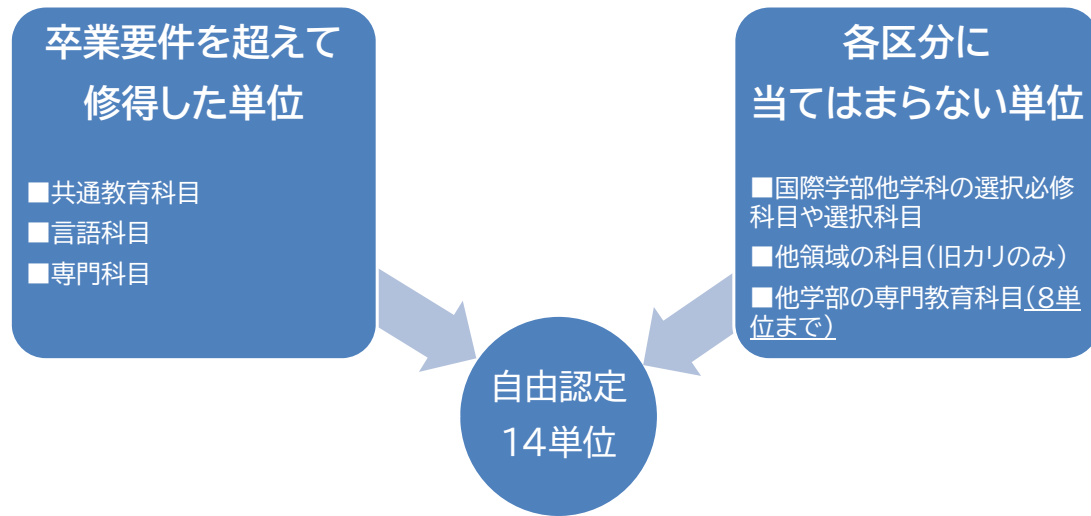 卒業要件を超えて
修得した単位
■共通教育科目
■言語科目
■専門科目
各区分に
当てはまらない単位
■国際学部他学科の選択必修
科目や選択科目
■他領域の科目(旧カリのみ)
■他学部の専門教育科目(8単
位まで)
自由認定
14単位